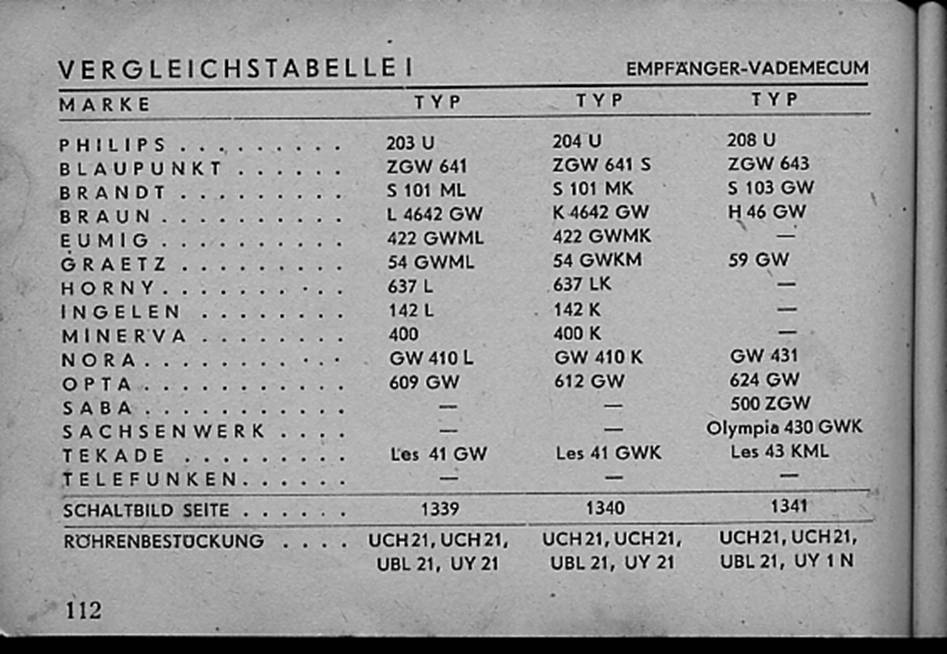 VERGLEICHSTABELLE I EMPFÄNGER-VADEMECUM
MARKE TYP TYP TYP
PHILIPS . . . . . . . . . 203 U 204 U 208 U
BLAUPUNKT . . . . . . ZGW 641 ZGW 641 S ZGW 643
BRANDT . . . . . . . . . S 101 ML S 101 MK S 103 GW
BRAUN . . . . . . . . . . L 4642 GW K 4642 GW H 46 GW
EUMIG . . . . . . . . . . 422 GWML 422 GWMK —
GRAETZ . . . . . . . . . 54 GWML 54 GWKM 59 GW
HORNY . . . . . . . . . . 637 L 637 LK —
INGELEN . . . . . . . . 142 L 142 K —
MINERVA . . . . . . . . 400 400 K —
NORA . . . . . . . . . . . GW 410 L GW 410 K GW 431
OPTA . . . . . . . . . . . 609 GW 612 GW 624 GW
SABA . . . . . . . . . . . — — 500 ZGW
SACHSENWERK . . . . — — Olympia 430 GWK
TEKADE . . . . . . . . . Les 41 GW Les 41 GWK Les 43 KML
TELEFUNKEN . . . . . . — — —
SCHALTBILD SEITE . . . . . . 1339 1340 1341
RÖHRENBESTÜCKUNG . . . . UCH 21, UCH 21, UCH 21, UCH 21, UCH 21, UCH 21,
UBL 21, UY 21 UBL 21, UY 21 UBL 21, UY 1 N
112